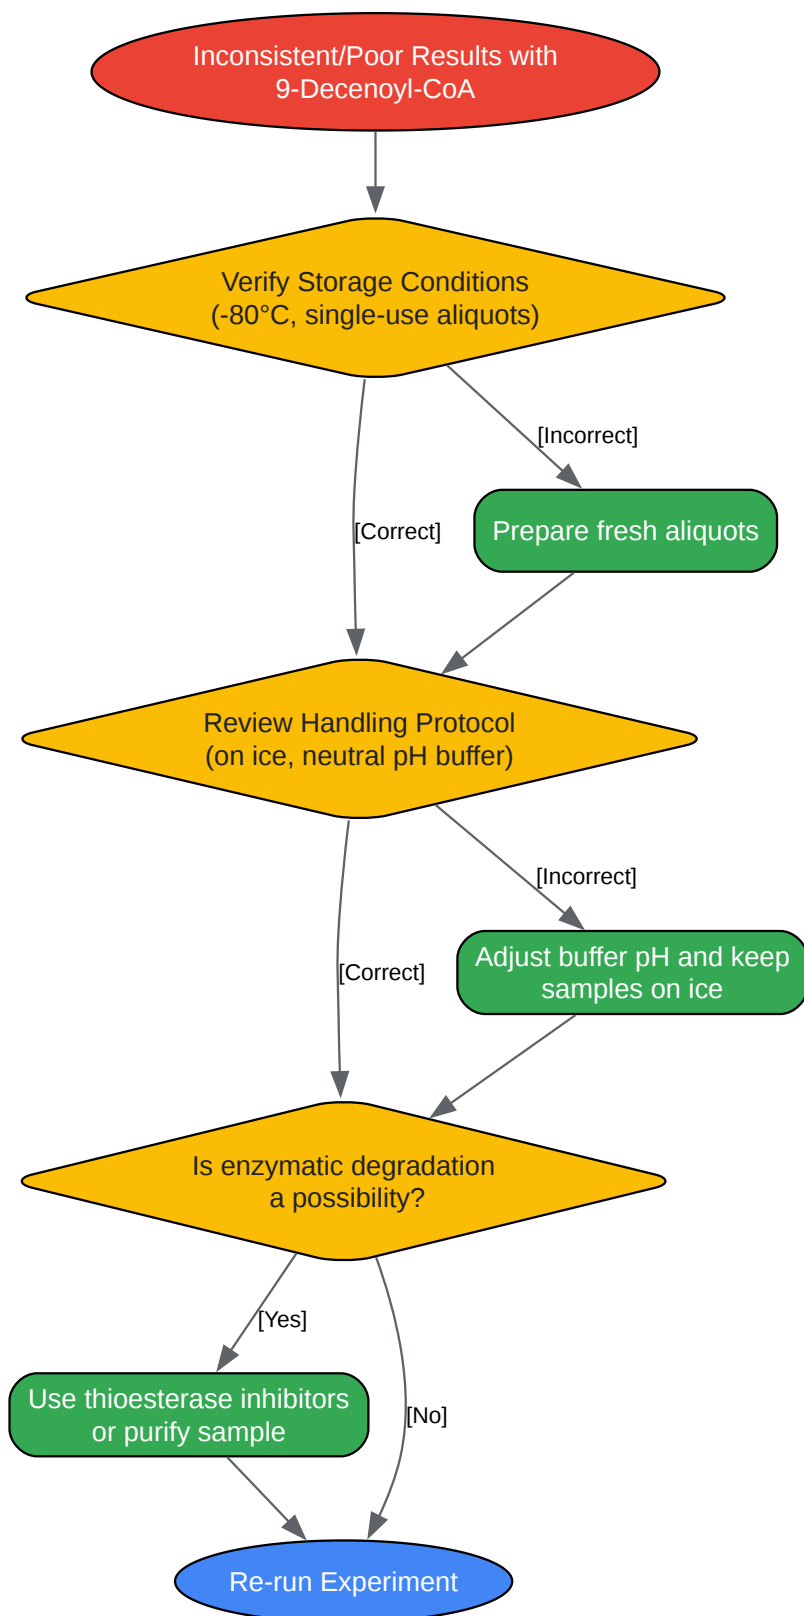 Inconsistent/Poor Results with
9-Decenoyl-CoA
Verify Storage Conditions
(-80°C, single-use aliquots)
[Incorrect]
[Correct]
Prepare fresh aliquots
Review Handling Protocol
(on ice, neutral pH buffer)
[Incorrect]
[Correct]
Adjust buffer pH and keep
samples on ice
Is enzymatic degradation
a possibility?
[Yes]
Use thioesterase inhibitors
or purify sample
[No]
Re-run Experiment